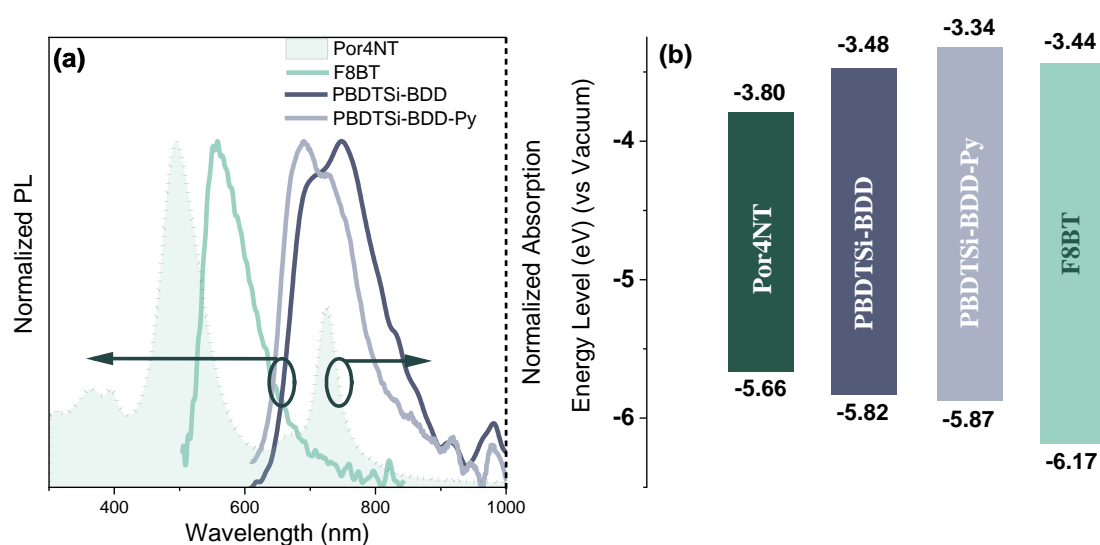 (a)
Por4NT
F8BT
PBDTSi-BDD
PBDTSi-BDD-Py
Normalized PL
Normalized Absorption
400
600
800
1000
Wavelength (nm)
(b)
Energy Level (eV) (vs Vacuum)
-4
-5
-6
-3.80
Por4NT
-5.66
-3.48
PBDTSi-BDD
-5.82
-3.34
PBDTSi-BDD-Py
-5.87
-3.44
F8BT
-6.17